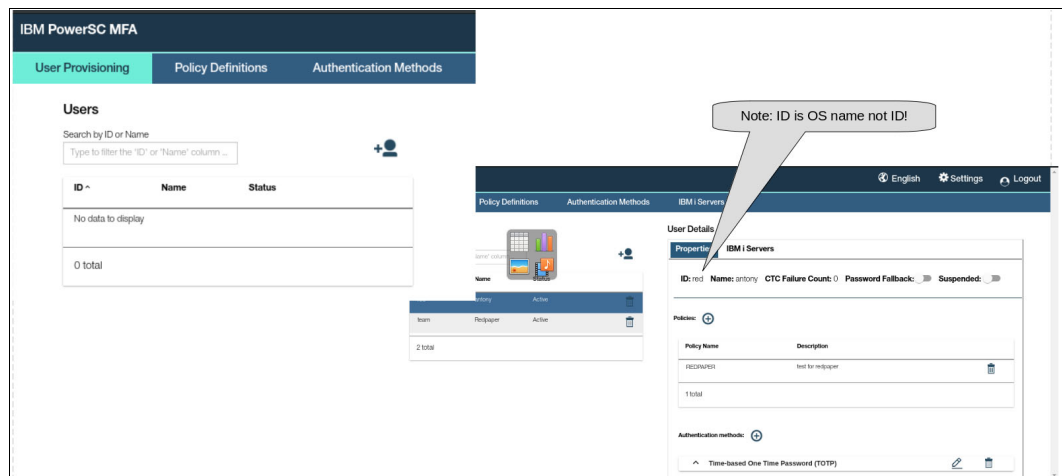 IBM PowerSC MFA
User Provisioning Policy Definitions Authentication Methods
Users
Search by ID or Name
Type to filter the 'ID' or 'Name' column ...
ID Name Status
No data to display
0 total
Note: ID is OS name not ID!
English Settings Logout
Policy Definitions Authentication Methods IBM i Servers
Name
antony Active
team Redpaper Active
2 total
User Details
Properties IBM i Servers
ID: red Name: antony CTC Failure Count: 0 Password Fallback: Suspended:
Policies:
Policy Name Description
REDPAPER test for redpaper
1 total
Authentication methods:
Time-based One Time Password (TOTP)